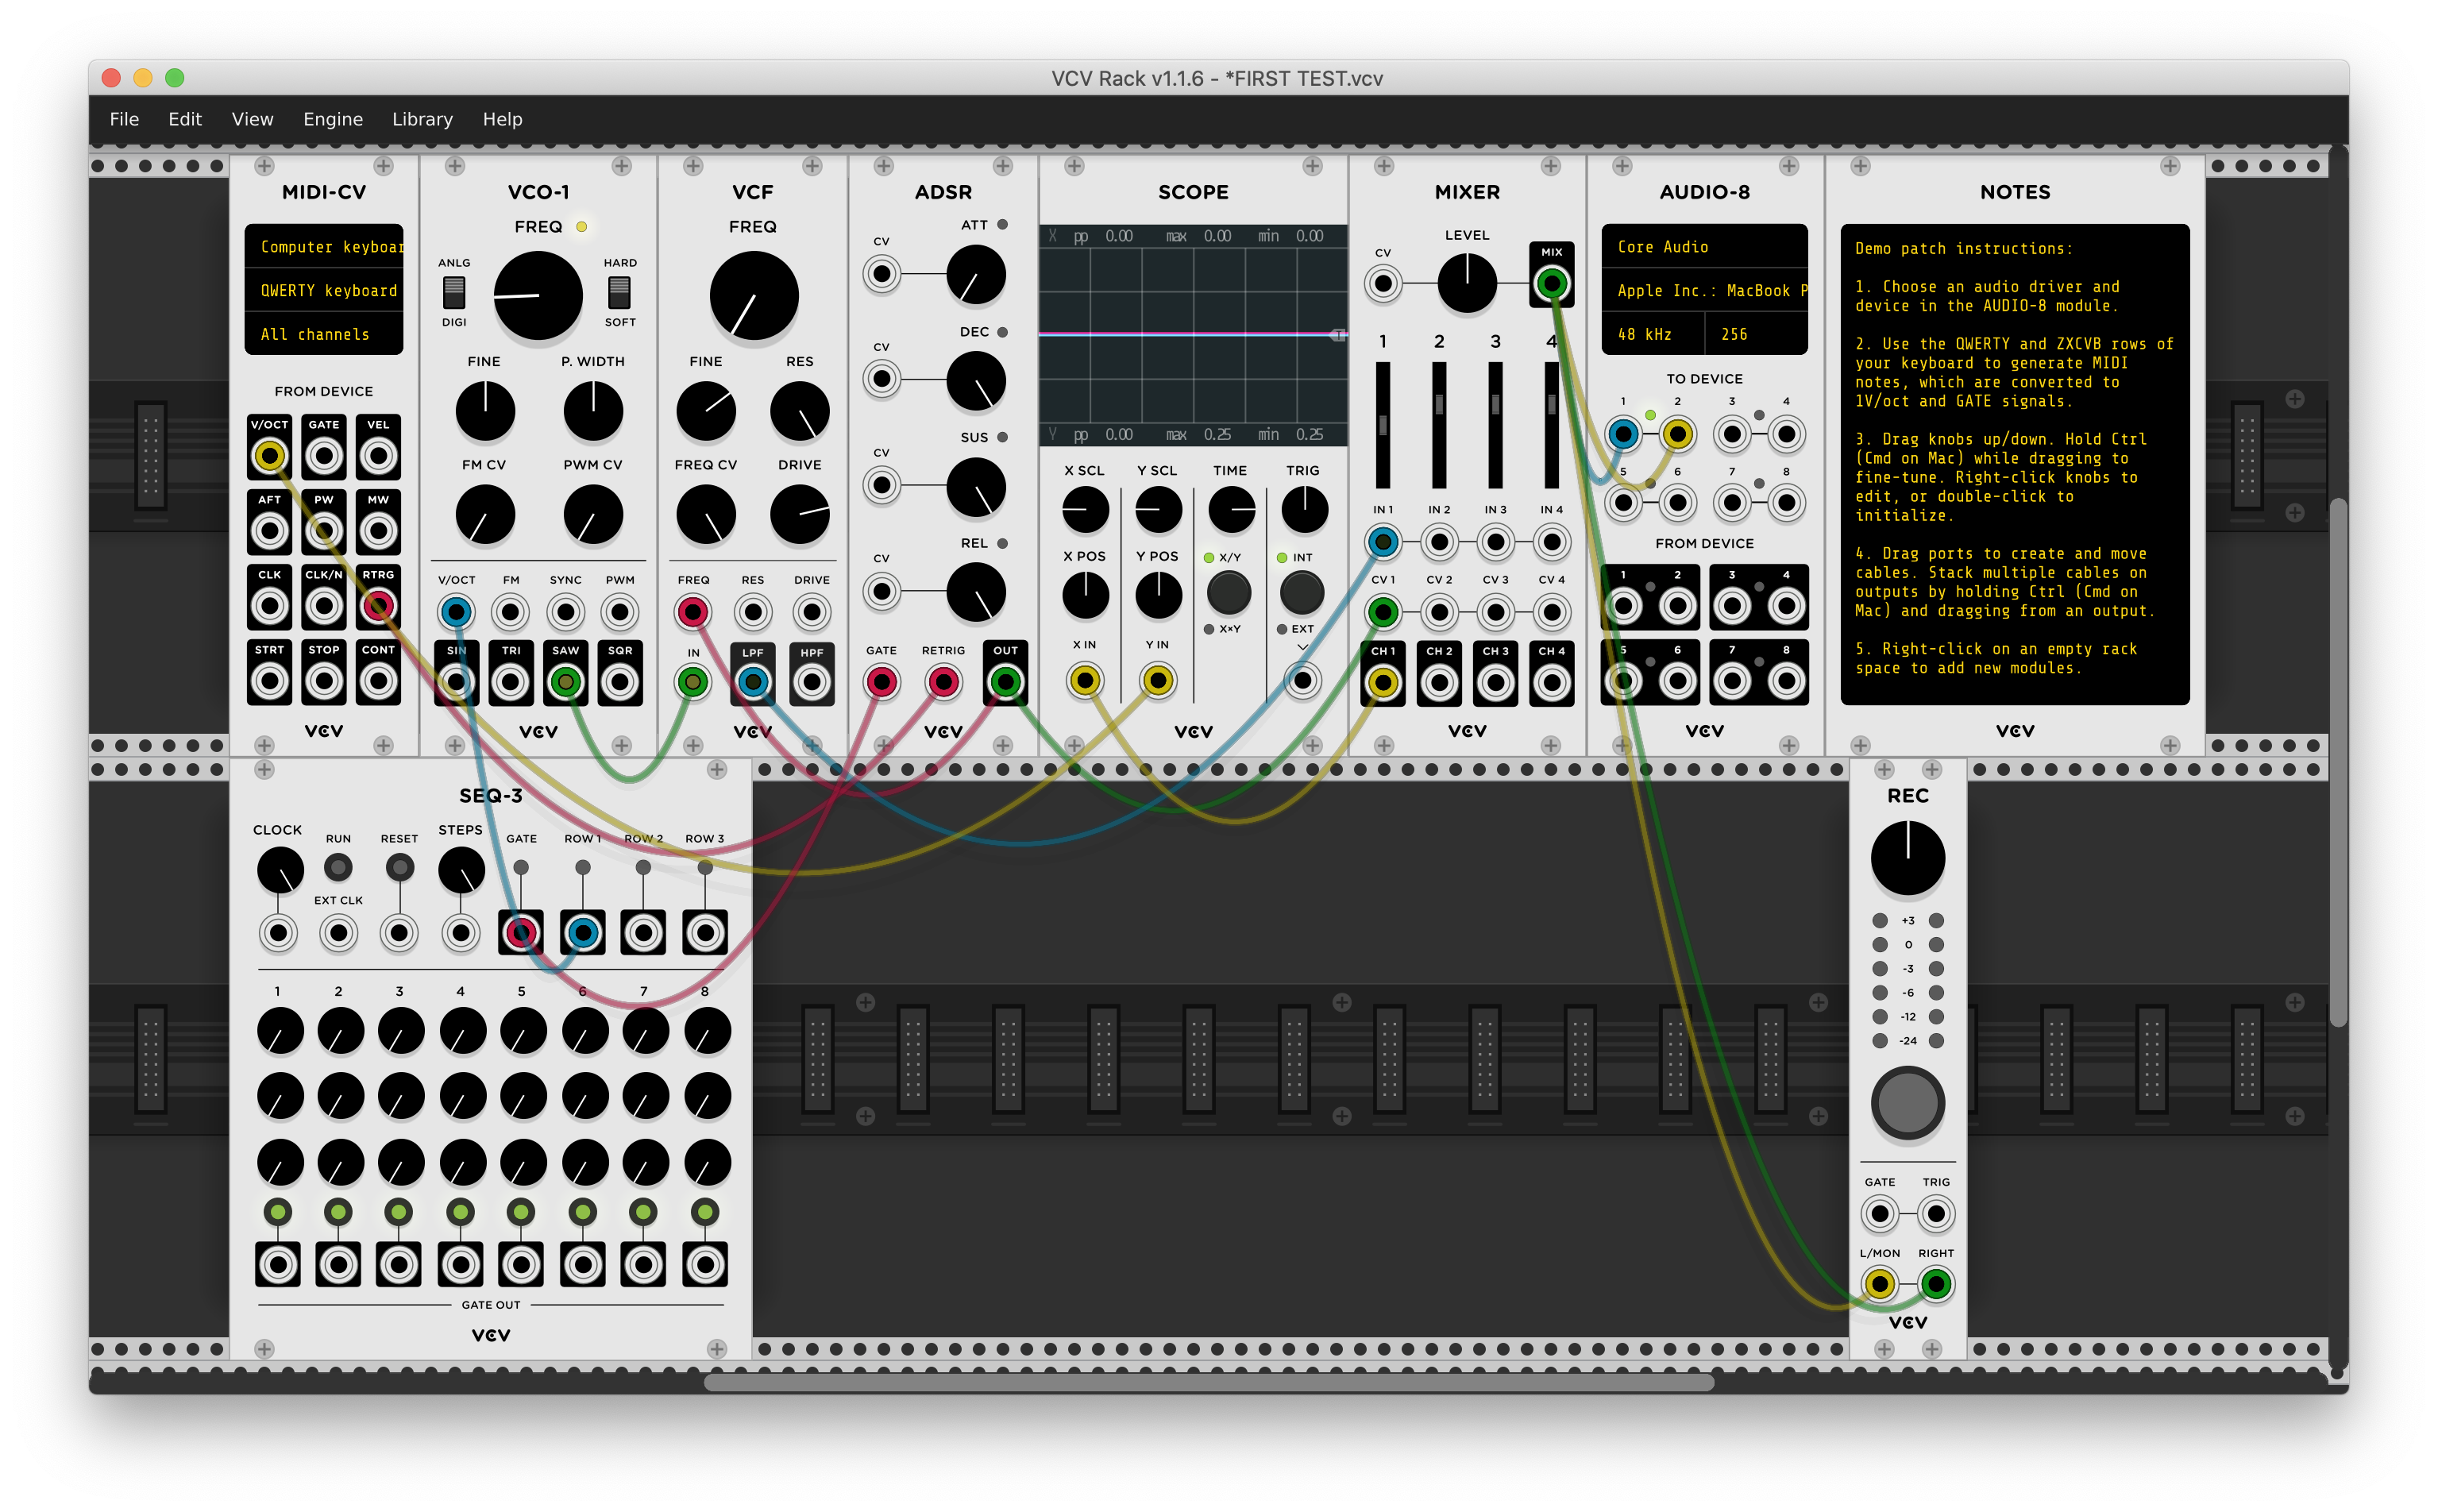 VCV Rack v1.1.6 - *FIRST TEST.vcv
File Edit View Engine Library Help
MIDI-CV
Computer keyboar
QWERTY keyboard
All channels
FROM DEVICE
V/OCT GATE VEL
AFT PW MW
CLK CLK/N RTRG
STRT STOP CONT
VCV
VCO-1
FREQ
ANLG HARD
DIGI SOFT
FINE P. WIDTH
FM CV PWM CV
V/OCT FM SYNC PWM
SIN TRI SAW SQR
VCV
VCF
FREQ
FINE RES
FREQ CV DRIVE
FREQ RES DRIVE
IN LPF HPF
VCV
ADSR
ATT
CV
DEC
CV
SUS
CV
REL
CV
GATE RETRIG OUT
VCV
SCOPE
X pp 0.00 max 0.00 min 0.00
T
Y pp 0.00 max 0.25 min 0.25
X SCL Y SCL TIME TRIG
X POS Y POS X/Y INT
X×Y EXT
X IN Y IN
VCV
MIXER
LEVEL
CV MIX
1 2 3 4
IN 1 IN 2 IN 3 IN 4
CV 1 CV 2 CV 3 CV 4
CH 1 CH 2 CH 3 CH 4
VCV
AUDIO-8
Core Audio
Apple Inc.: MacBook P
48 kHz 256
TO DEVICE
1 2 3 4
5 6 7 8
FROM DEVICE
1 2 3 4
5 6 7 8
VCV
NOTES
Demo patch instructions:
1. Choose an audio driver and
device in the AUDIO-8 module.
2. Use the QWERTY and ZXCVB rows of
your keyboard to generate MIDI
notes, which are converted to
1V/oct and GATE signals.
3. Drag knobs up/down. Hold Ctrl
(Cmd on Mac) while dragging to
fine-tune. Right-click knobs to
edit, or double-click to
initialize.
4. Drag ports to create and move
cables. Stack multiple cables on
outputs by holding Ctrl (Cmd on
Mac) and dragging from an output.
5. Right-click on an empty rack
space to add new modules.
VCV
SEQ-3
CLOCK RUN RESET STEPS GATE ROW 1 ROW 2 ROW 3
EXT CLK
1 2 3 4 5 6 7 8
GATE OUT
VCV
REC
+3
0
-3
-6
-12
-24
GATE TRIG
L/MON RIGHT
VCV